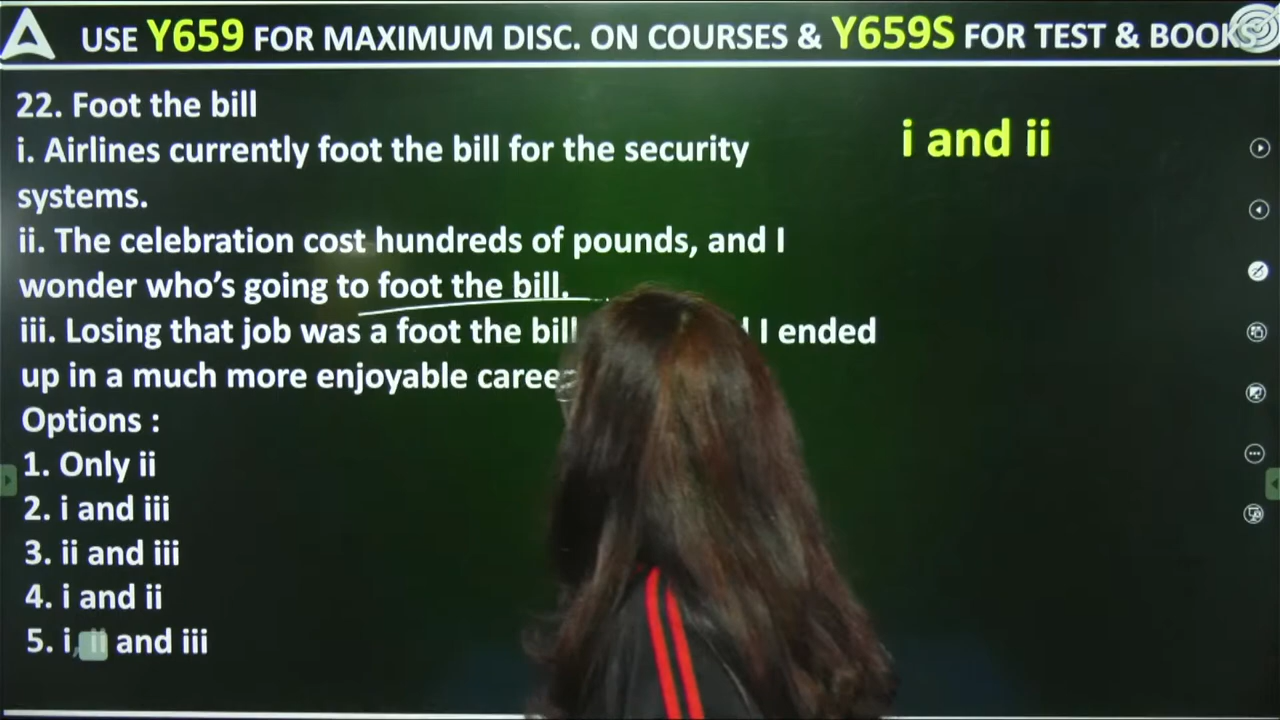 USE Y659 FOR MAXIMUM DISC. ON COURSES & Y659S FOR TEST & BOOKS
22. Foot the bill
i and ii
i. Airlines currently foot the bill for the security
systems.
ii. The celebration cost hundreds of pounds, and I
wonder who's going to foot the bill.
iii. Losing that job was a foot the bill I ended
up in a much more enjoyable
Options :
1. Only ii
2. i and iii
3. ii and iii
4. i and ii
5. i, ii and iii